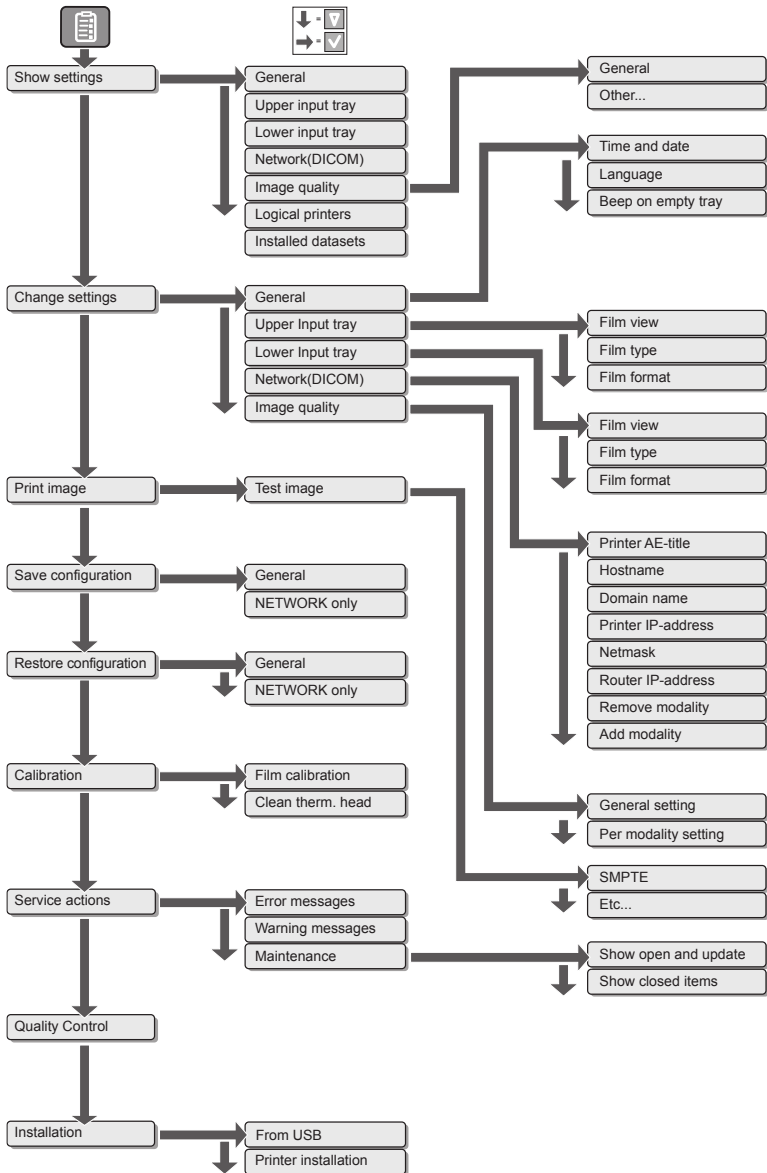 Show settings
General
Upper input tray
Lower input tray
Network(DICOM)
Image quality
Logical printers
Installed datasets
General
Other...
Change settings
General
Upper Input tray
Lower Input tray
Network(DICOM)
Image quality
Time and date
Language
Beep on empty tray
Film view
Film type
Film format
Film view
Film type
Film format
Printer AE-title
Hostname
Domain name
Printer IP-address
Netmask
Router IP-address
Remove modality
Add modality
General setting
Per modality setting
Print image
Test image
SMPTE
Etc...
Save configuration
General
NETWORK only
Restore configuration
General
NETWORK only
Calibration
Film calibration
Clean therm. head
Service actions
Error messages
Warning messages
Maintenance
Show open and update
Show closed items
Quality Control
Installation
From USB
Printer installation